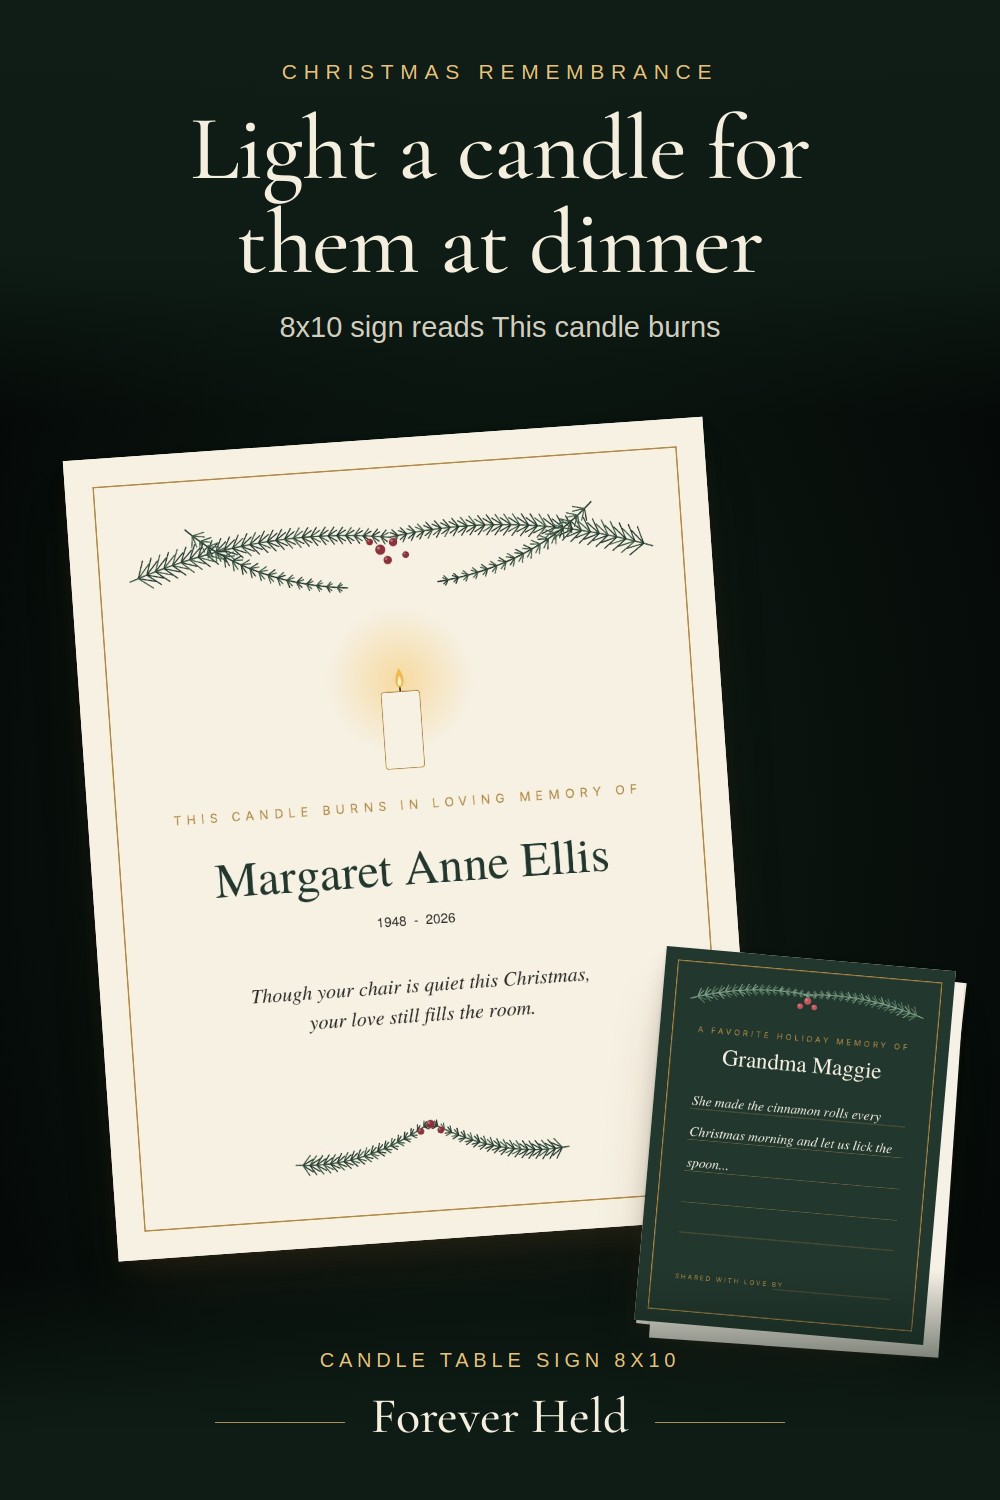 CHRISTMAS REMEMBRANCE
Light a candle for
them at dinner
8x10 sign reads This candle burns
THIS CANDLE BURNS IN LOVING MEMORY OF
Margaret Anne Ellis
1948 - 2026
Though your chair is quiet this Christmas,
your love still fills the room.
A FAVORITE HOLIDAY MEMORY OF
Grandma Maggie
She made the cinnamon rolls every
Christmas morning and let us lick the
spoon...
SHARED WITH LOVE BY
CANDLE TABLE SIGN 8X10
Forever Held